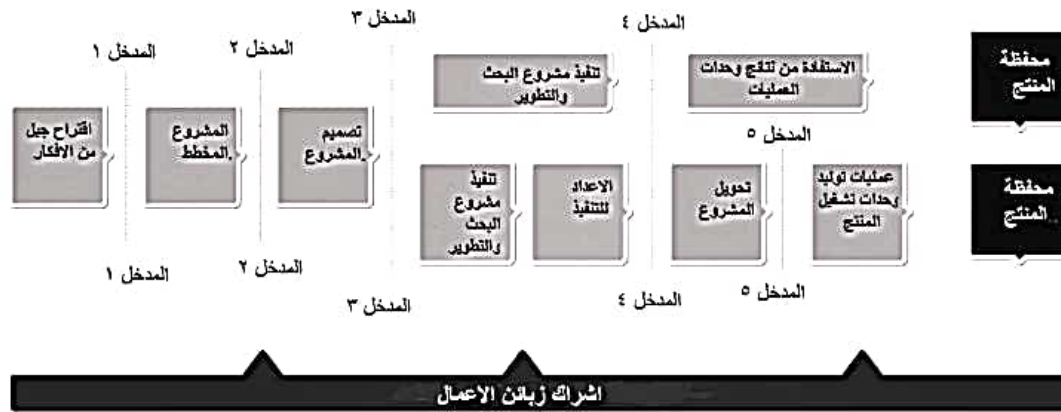 المدخل ١
المدخل ٢
المدخل ٣
المدخل ٤
محفظة
المنتج
تنفيذ مشروع البحث
والتطوير
الاستفادة من نتائج وحدات
العمليات
المدخل ٥
اقتراح جيل
من الافكار
المشروع
المخطط.
تصميم
المشروع.
تنفيذ
مشروع
البحث
والتطوير
الاعداد
للتنفيذ
تحويل
المشروع
عمليات توليد
وحدات تشغيل
المنتج
محفظة
المنتج
المدخل ١
المدخل ٢
المدخل ٣
المدخل ٤
المدخل ٥
اشراك زبائن الاعمال